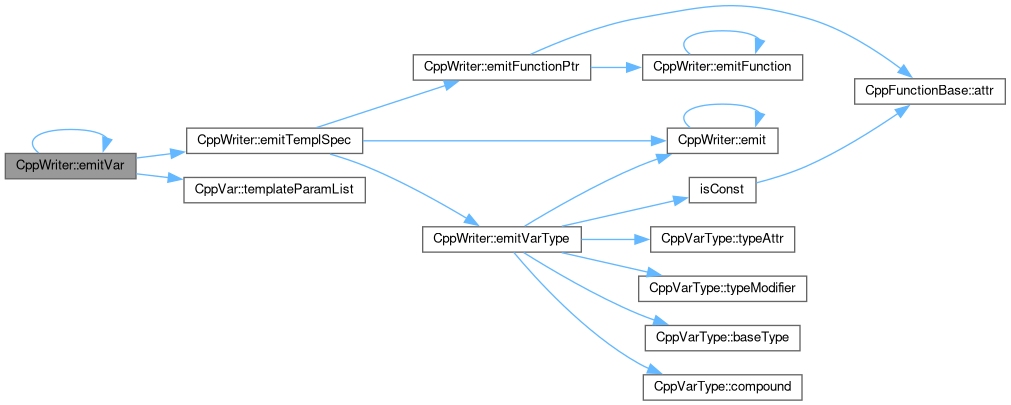 CppWriter::emitVar
CppWriter::emitTemplSpec
CppVar::templateParamList
CppWriter::emitFunctionPtr
CppWriter::emitVarType
CppWriter::emitFunction
CppWriter::emit
isConst
CppVarType::typeAttr
CppVarType::typeModifier
CppVarType::baseType
CppVarType::compound
CppFunctionBase::attr